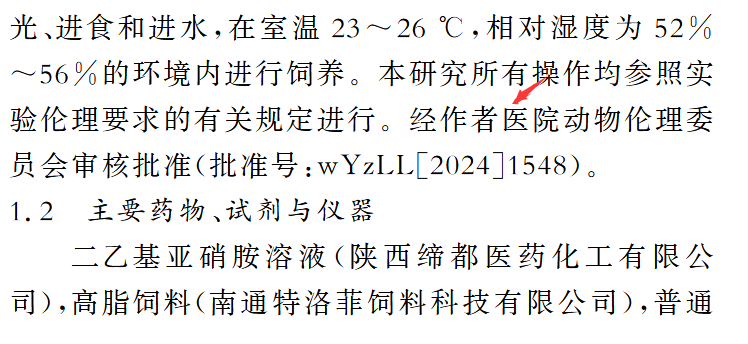 光、进食和进水,在室温 23～26 ℃,相对湿度为 52%
～56%的环境内进行饲养。本研究所有操作均参照实
验伦理要求的有关规定进行。经作者医院动物伦理委
员会审核批准(批准号:wYzLL[2024]1548)。
1.2 主要药物、试剂与仪器
二乙基亚硝胺溶液(陕西缔都医药化工有限公
司),高脂饲料(南通特洛菲饲料科技有限公司),普通